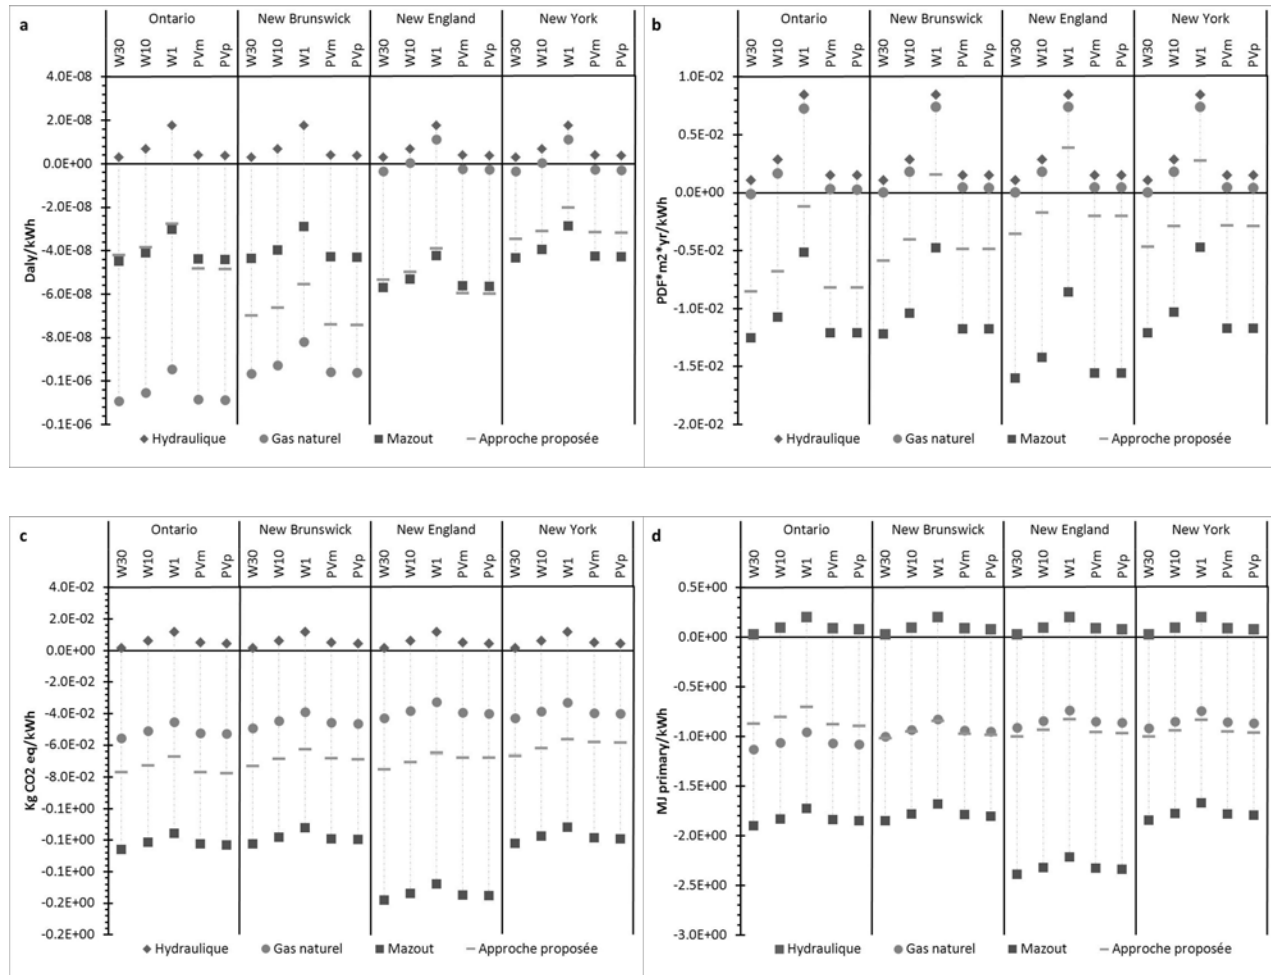 a
Ontario New Brunswick New England New York
W30 W10 W1 PVm PVp W30 W10 W1 PVm PVp W30 W10 W1 PVm PVp W30 W10 W1 PVm PVp
4.0E-08
2.0E-08
0.0E+00
-2.0E-08
-4.0E-08
-6.0E-08
-8.0E-08
-0.1E-06
-0.1E-06
Daly/kWh
Hydraulique Gas naturel Mazout Approche proposée
b
Ontario New Brunswick New England New York
W30 W10 W1 PVm PVp W30 W10 W1 PVm PVp W30 W10 W1 PVm PVp W30 W10 W1 PVm PVp
1.0E-02
0.5E-02
0.0E+00
-0.5E-02
-1.0E-02
-1.5E-02
-2.0E-02
PDF*m2*yr/kWh
Hydraulique Gas naturel Mazout Approche proposée
c
Ontario New Brunswick New England New York
W30 W10 W1 PVm PVp W30 W10 W1 PVm PVp W30 W10 W1 PVm PVp W30 W10 W1 PVm PVp
4.0E-02
2.0E-02
0.0E+00
-2.0E-02
-4.0E-02
-6.0E-02
-8.0E-02
-0.1E+00
-0.1E+00
-0.1E+00
-0.2E+00
-0.2E+00
Kg CO2 eq/kWh
Hydraulique Gas naturel Mazout Approche proposée
d
Ontario New Brunswick New England New York
W30 W10 W1 PVm PVp W30 W10 W1 PVm PVp W30 W10 W1 PVm PVp W30 W10 W1 PVm PVp
0.5E+00
0.0E+00
-0.5E+00
-1.0E+00
-1.5E+00
-2.0E+00
-2.5E+00
-3.0E+00
MJ primary/kWh
Hydraulique Gas naturel Mazout Approche proposée